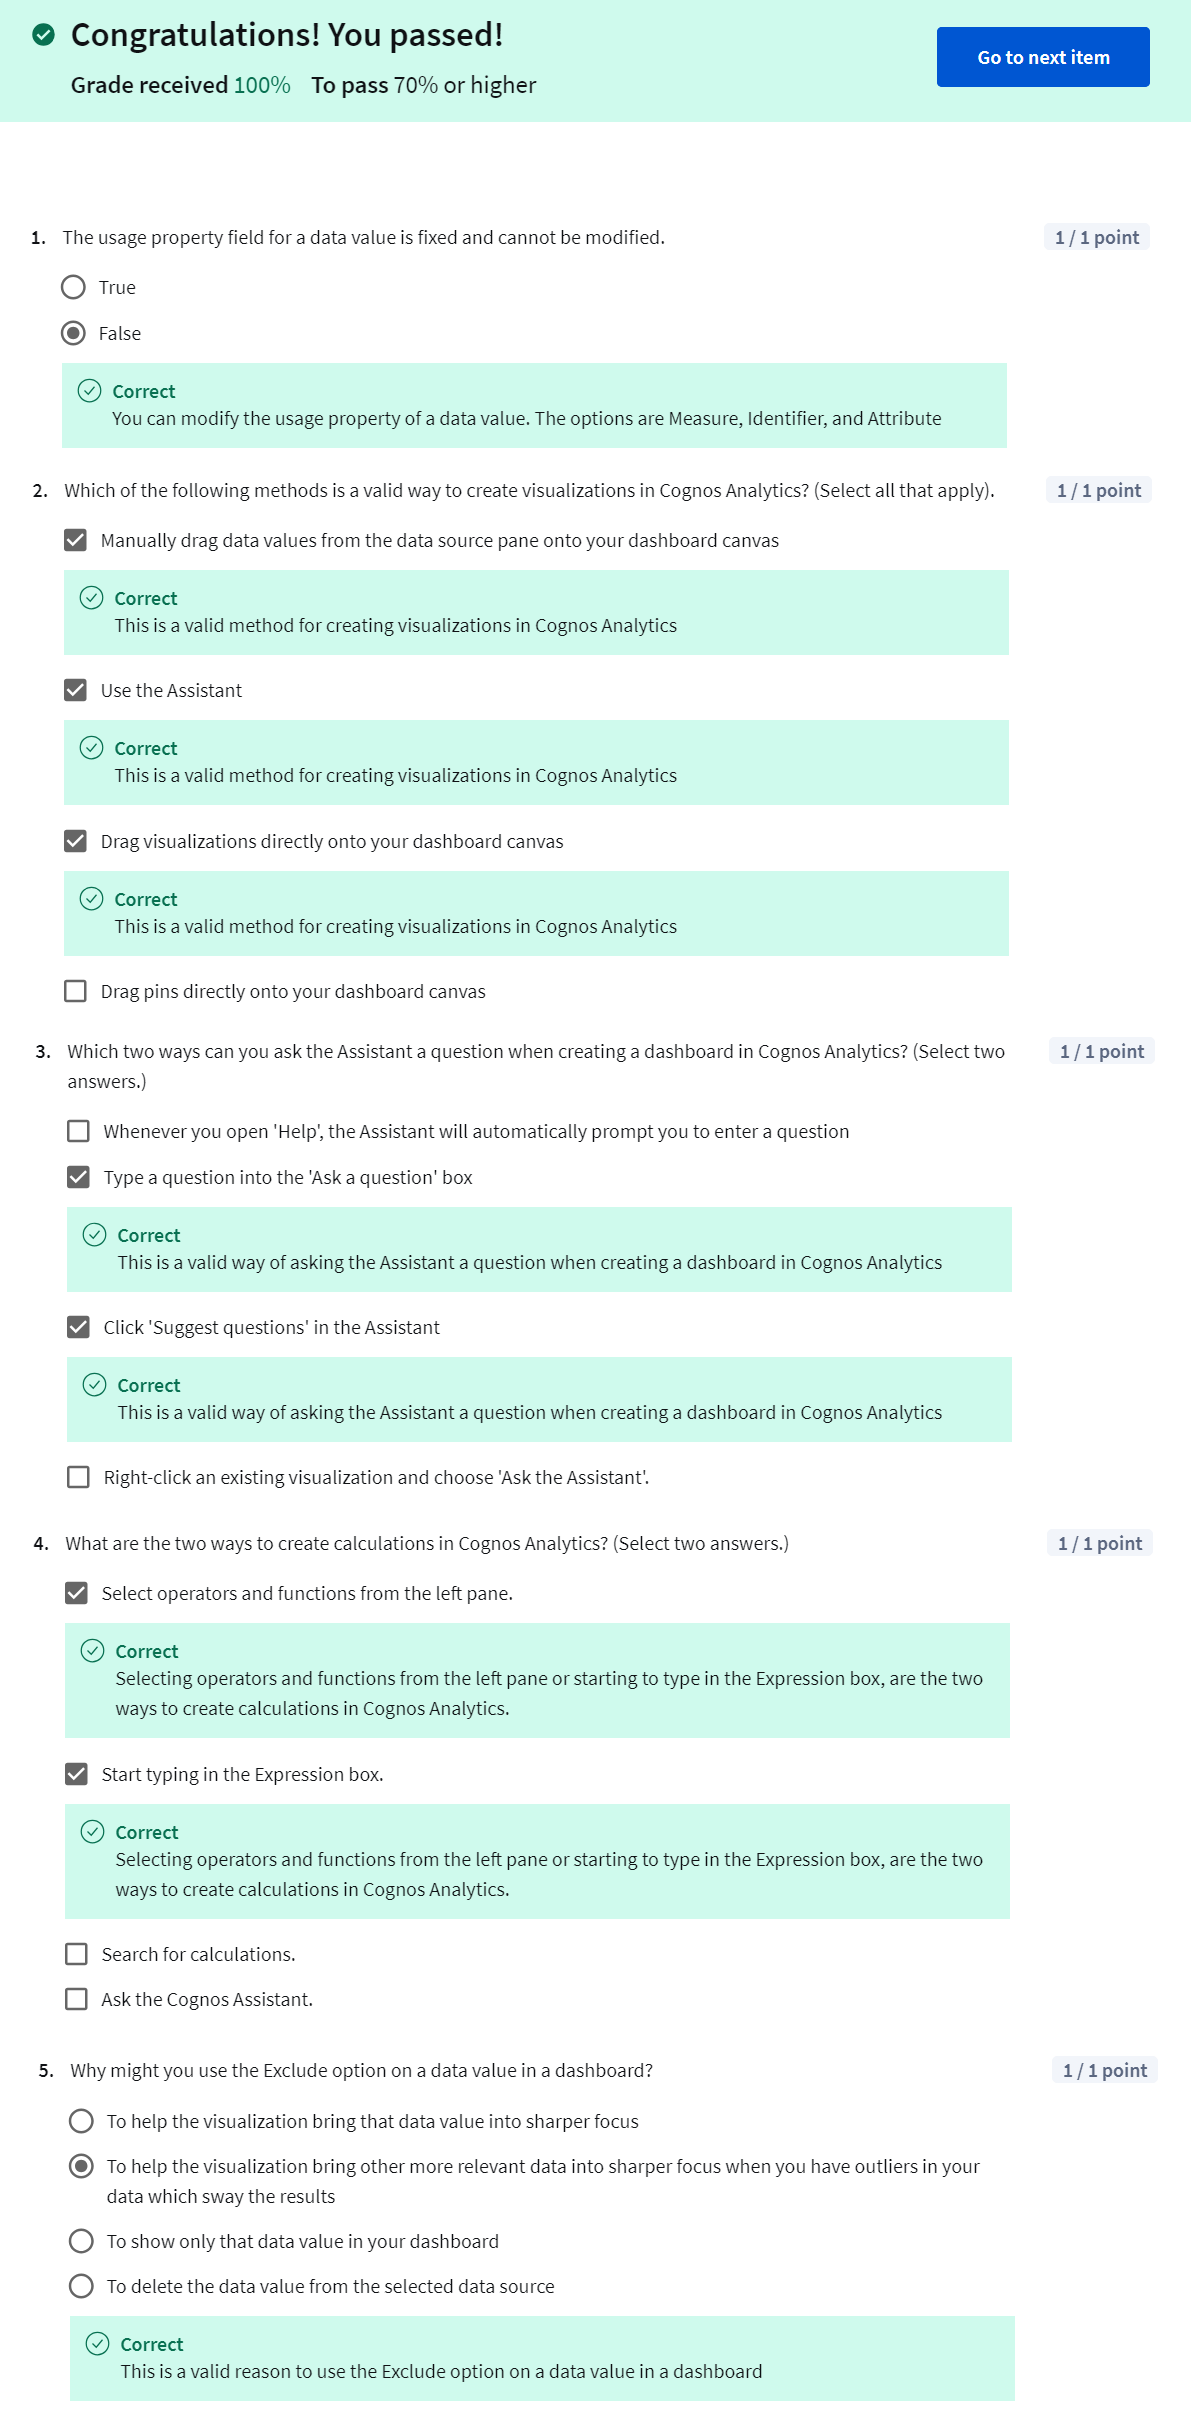 Congratulations! You passed!
Grade received 100% To pass 70% or higher
Go to next item
1. The usage property field for a data value is fixed and cannot be modified.
1 / 1 point
True
False
Correct
You can modify the usage property of a data value. The options are Measure, Identifier, and Attribute
2. Which of the following methods is a valid way to create visualizations in Cognos Analytics? (Select all that apply).
1 / 1 point
Manually drag data values from the data source pane onto your dashboard canvas
Correct
This is a valid method for creating visualizations in Cognos Analytics
Use the Assistant
Correct
This is a valid method for creating visualizations in Cognos Analytics
Drag visualizations directly onto your dashboard canvas
Correct
This is a valid method for creating visualizations in Cognos Analytics
Drag pins directly onto your dashboard canvas
3. Which two ways can you ask the Assistant a question when creating a dashboard in Cognos Analytics? (Select two
answers.)
1 / 1 point
Whenever you open 'Help', the Assistant will automatically prompt you to enter a question
Type a question into the 'Ask a question' box
Correct
This is a valid way of asking the Assistant a question when creating a dashboard in Cognos Analytics
Click 'Suggest questions' in the Assistant
Correct
This is a valid way of asking the Assistant a question when creating a dashboard in Cognos Analytics
Right-click an existing visualization and choose 'Ask the Assistant'.
4. What are the two ways to create calculations in Cognos Analytics? (Select two answers.)
1 / 1 point
Select operators and functions from the left pane.
Correct
Selecting operators and functions from the left pane or starting to type in the Expression box, are the two
ways to create calculations in Cognos Analytics.
Start typing in the Expression box.
Correct
Selecting operators and functions from the left pane or starting to type in the Expression box, are the two
ways to create calculations in Cognos Analytics.
Search for calculations.
Ask the Cognos Assistant.
5. Why might you use the Exclude option on a data value in a dashboard?
1 / 1 point
To help the visualization bring that data value into sharper focus
To help the visualization bring other more relevant data into sharper focus when you have outliers in your
data which sway the results
To show only that data value in your dashboard
To delete the data value from the selected data source
Correct
This is a valid reason to use the Exclude option on a data value in a dashboard